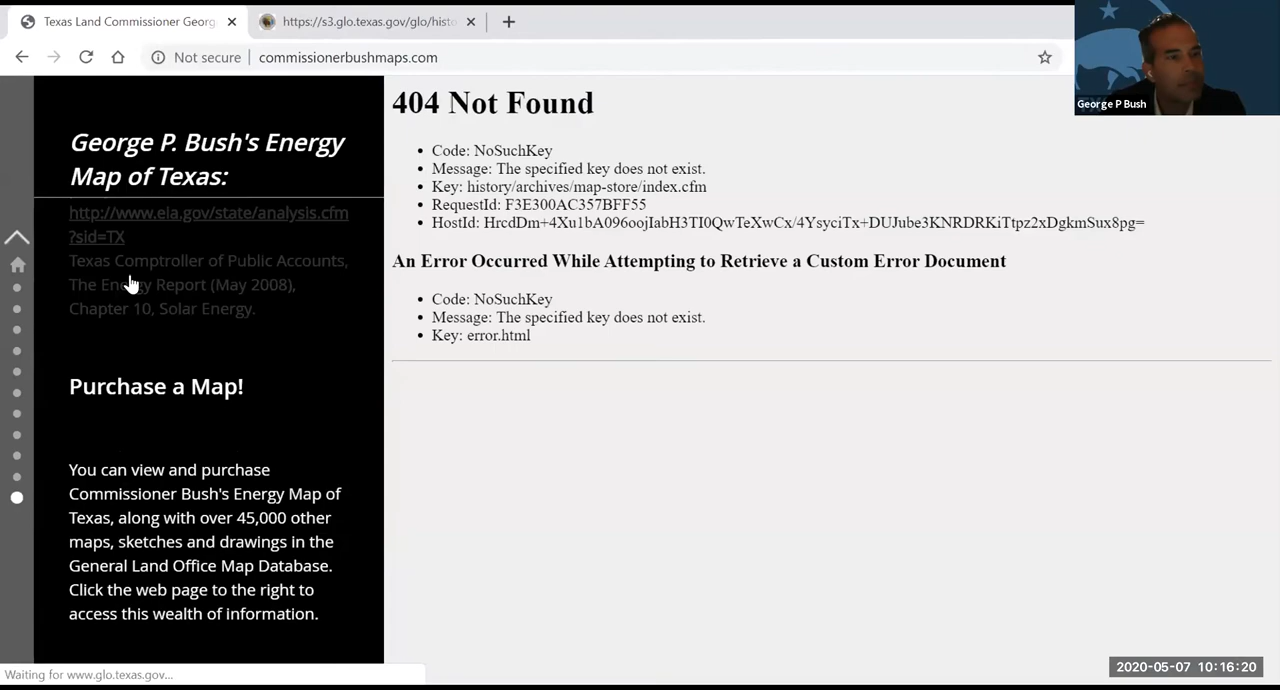 Texas Land Commissioner Georg
https://s3.glo.texas.gov/glo/histo
Not secure
commissionerbushmaps.com
George P Bush
George P. Bush's Energy
Map of Texas:
http://www.eia.gov/state/analysis.cfm
?sid=TX
Texas Comptroller of Public Accounts,
The Energy Report (May 2008),
Chapter 10, Solar Energy.
Purchase a Map!
You can view and purchase
Commissioner Bush's Energy Map of
Texas, along with over 45,000 other
maps, sketches and drawings in the
General Land Office Map Database.
Click the web page to the right to
access this wealth of information.
404 Not Found
Code: NoSuchKey
Message: The specified key does not exist.
Key: history/archives/map-store/index.cfm
RequestId: F3E300AC357BFF55
HostId: HrcdDm+4Xu1bA096oojIabH3TI0QwTeXwCx/4YsyciTx+DUJube3KNRDRKiTtpz2xDgkmSux8pg=
An Error Occurred While Attempting to Retrieve a Custom Error Document
Code: NoSuchKey
Message: The specified key does not exist.
Key: error.html
Waiting for www.glo.texas.gov...
2020-05-07 10:16:20